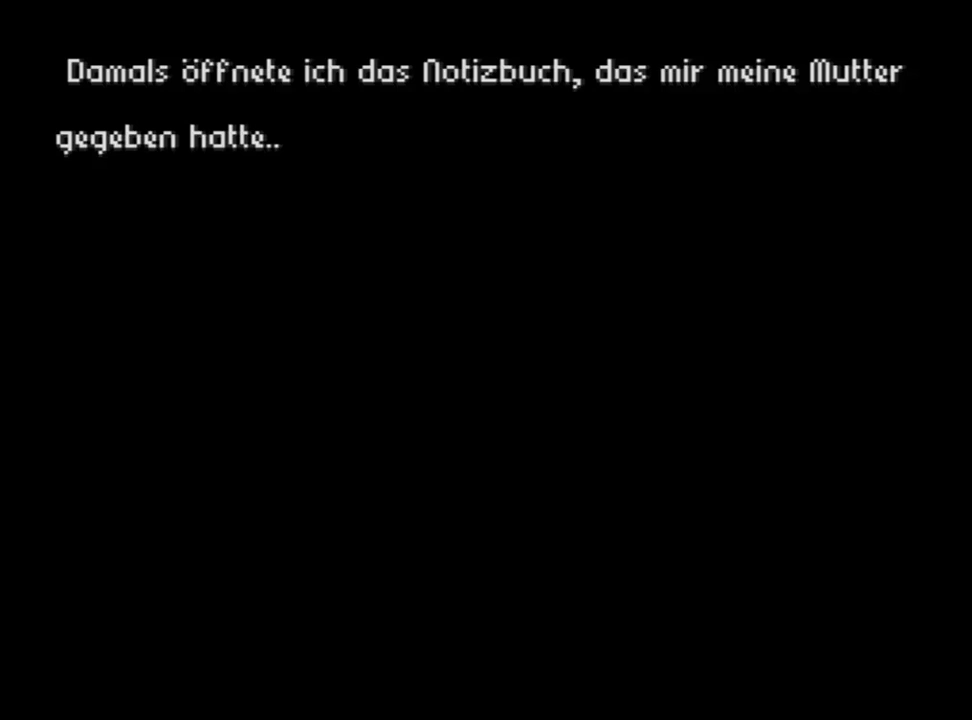 Damals öffnete ich das Notizbuch, das mir meine Mutter
gegeben hatte..